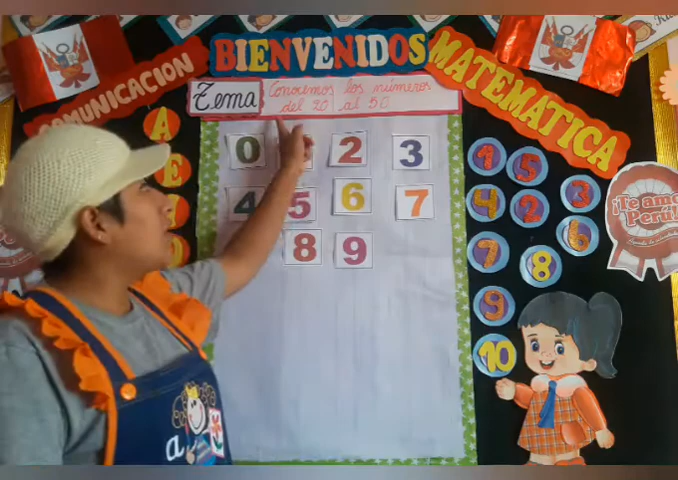 BIENVENIDOS
COMUNICACION
MATEMATICA
Tema
Conocemos los números
del 20 al 50
A
E
0 2 3
4 5 6 7
8 9
1 5
4 2 3
7 8 6
9
10
¡Te amo
Perú!
a